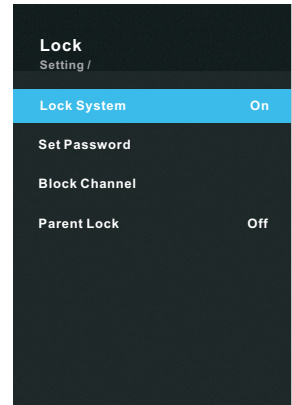 Lock
Setting /
Lock System On
Set Password
Block Channel
Parent Lock Off